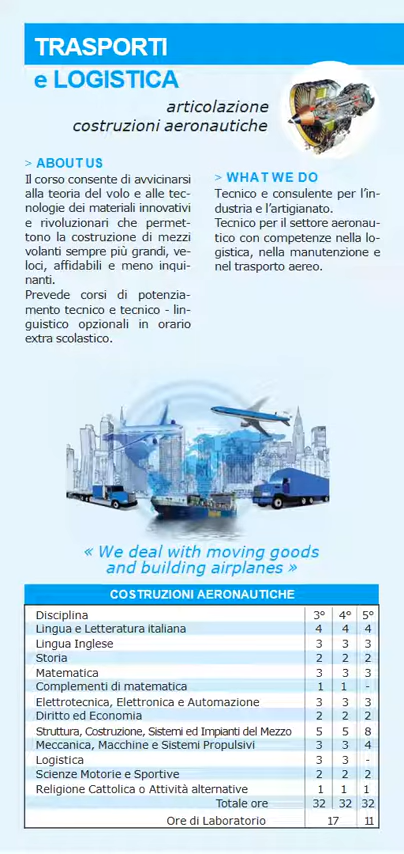 TRASPORTI
e LOGISTICA
articolazione
costruzioni aeronautiche
> ABOUT US
Il corso consente di avvicinarsi
alla teoria del volo e alle tec-
nologie dei materiali innovativi
e rivoluzionari che permet-
tono la costruzione di mezzi
volanti sempre più grandi, ve-
loci, affidabili e meno inqui-
nanti.
Prevede corsi di potenzia-
mento tecnico e tecnico - lin-
guistico opzionali in orario
extra scolastico.
> WHAT WE DO
Tecnico e consulente per l'in-
dustria e l'artigianato.
Tecnico per il settore aeronau-
tico con competenze nella lo-
gistica, nella manutenzione e
nel trasporto aereo.
« We deal with moving goods
and building airplanes »
COSTRUZIONI AERONAUTICHE
Disciplina 3° 4° 5°
Lingua e Letteratura italiana 4 4 4
Lingua Inglese 3 3 3
Storia 2 2 2
Matematica 3 3 3
Complementi di matematica 1 1 -
Elettrotecnica, Elettronica e Automazione 3 3 3
Diritto ed Economia 2 2 2
Struttura, Costruzione, Sistemi ed Impianti del Mezzo 5 5 8
Meccanica, Macchine e Sistemi Propulsivi 3 3 4
Logistica 3 3 -
Scienze Motorie e Sportive 2 2 2
Religione Cattolica o Attività alternative 1 1 1
Totale ore 32 32 32
Ore di Laboratorio 17 11